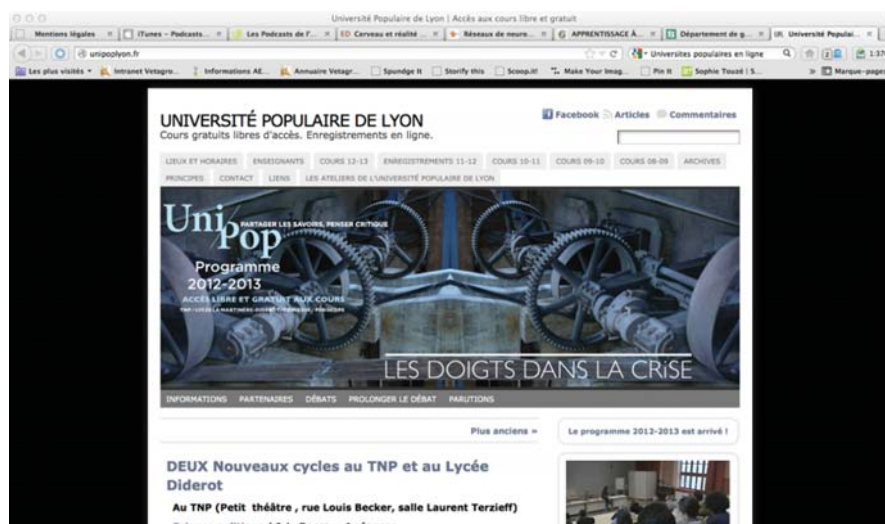 Université Populaire de Lyon | Accès aux cours libre et gratuit
Mentions légales
iTunes - Podcasts...
Les Podcasts de l'...
Cerveau et réalité ...
Réseaux de neuro...
APPRENTISSAGE À...
Département de g...
Université Populai...
unipoplyon.fr
Universites populaires en ligne
Les plus visités
Intranet Vetagro...
Informations AE...
Annuaire Vetagr...
Spundge It
Storify this
Scoop.it!
Make Your Imag...
Pin It
Sophie Touzé | S...
Marque-pages
UNIVERSITÉ POPULAIRE DE LYON
Cours gratuits libres d'accès. Enregistrements en ligne.
Facebook Articles Commentaires
LIEUX ET HORAIRES ENSEIGNANTS COURS 12-13 ENREGISTREMENTS 11-12 COURS 10-11 COURS 09-10 COURS 08-09 ARCHIVES
PRINCIPES CONTACT LIENS LES ATELIERS DE L'UNIVERSITÉ POPULAIRE DE LYON
UniPop
PARTAGER LES SAVOIRS, PENSER CRITIQUE
Programme
2012-2013
ACCÈS LIBRE ET GRATUIT AUX COURS
LES DOIGTS DANS LA CRiSE
INFORMATIONS PARTENAIRES DÉBATS PROLONGER LE DÉBAT PARUTIONS
Plus anciens »
Le programme 2012-2013 est arrivé !
DEUX Nouveaux cycles au TNP et au Lycée
Diderot
Au TNP (Petit théâtre , rue Louis Becker, salle Laurent Terzieff)